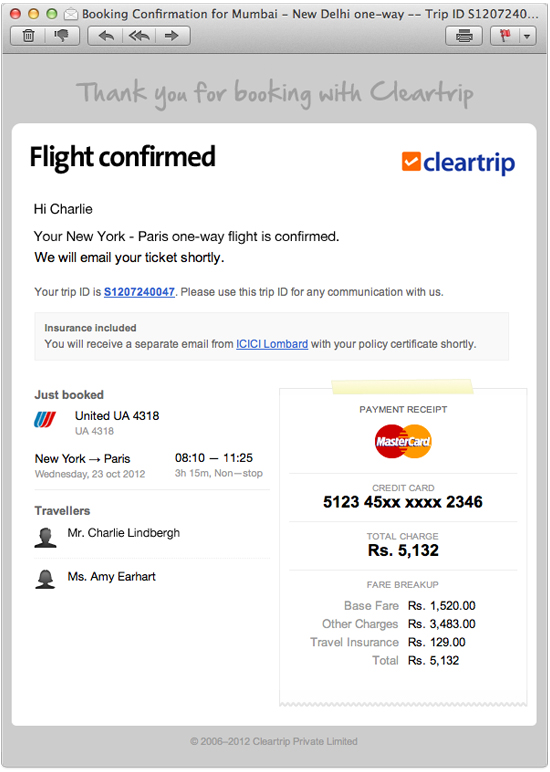 Booking Confirmation for Mumbai - New Delhi one-way -- Trip ID S1207240...
Thank you for booking with Cleartrip
Flight confirmed
cleartrip
Hi Charlie
Your New York - Paris one-way flight is confirmed.
We will email your ticket shortly.
Your trip ID is S1207240047. Please use this trip ID for any communication with us.
Insurance included
You will receive a separate email from ICICI Lombard with your policy certificate shortly.
Just booked
United UA 4318
UA 4318
New York → Paris 08:10 — 11:25
Wednesday, 23 oct 2012 3h 15m, Non—stop
Travellers
Mr. Charlie Lindbergh
Ms. Amy Earhart
PAYMENT RECEIPT
MasterCard
CREDIT CARD
5123 45xx xxxx 2346
TOTAL CHARGE
Rs. 5,132
FARE BREAKUP
Base Fare Rs. 1,520.00
Other Charges Rs. 3,483.00
Travel Insurance Rs. 129.00
Total Rs. 5,132
© 2006–2012 Cleartrip Private Limited